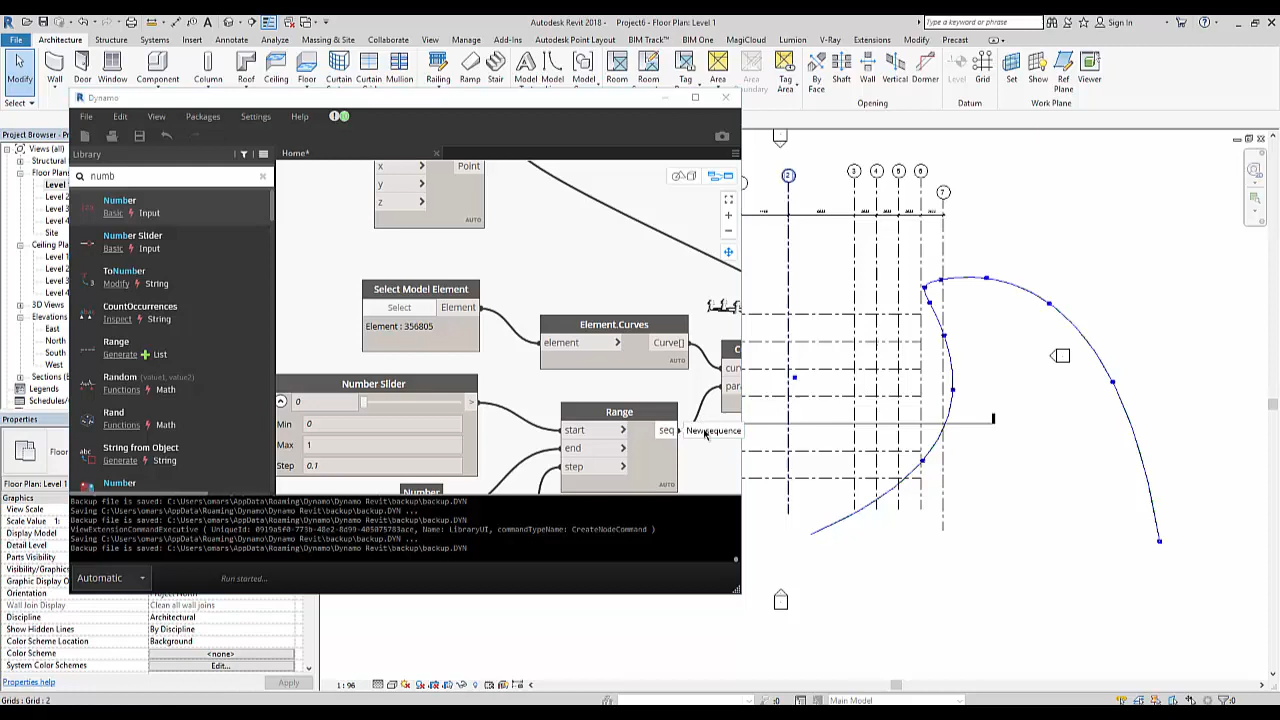 Autodesk Revit 2018 - Project6 - Floor Plan: Level 1
Type a keyword or phrase
Sign In
File Architecture Structure Systems Insert Annotate Analyze Massing & Site Collaborate View Manage Add-Ins Autodesk Point Layout BIM Track™ BIM One MagiCloud Lumion V-Ray Extensions Modify Precast
Modify Wall Door Window Component Column Roof Ceiling Floor Curtain Curtain Mullion Railing Ramp Stair Model Model Model Room Room Tag Area Area Tag By Shaft Wall Vertical Dormer Level Grid Set Show Ref Viewer
Boundary Area Face Plane
Select Opening Datum Work Plane
Dynamo
File Edit View Packages Settings Help
Library
Home*
numb
Number
Basic Input
Number Slider
Basic Input
ToNumber
Modify String
CountOccurrences
Inspect String
Range
Generate List
Random (value1, value2)
Functions Math
Rand
Functions Math
String from Object
Generate String
Number
x Point
y
z
AUTO
Select Model Element
Select Element
Element : 356805
Element.Curves
element Curve[]
AUTO
Number Slider
0 >
Min 0
Max 1
Step 0.1
Range
start seq
end
step
AUTO
New sequence
Number
Backup file is saved: C:\Users\omars\AppData\Roaming\Dynamo\Dynamo Revit\backup\backup.DYN
Saving C:\Users\omars\AppData\Roaming\Dynamo\Dynamo Revit\backup\backup.DYN ...
Backup file is saved: C:\Users\omars\AppData\Roaming\Dynamo\Dynamo Revit\backup\backup.DYN
Saving C:\Users\omars\AppData\Roaming\Dynamo\Dynamo Revit\backup\backup.DYN ...
Backup file is saved: C:\Users\omars\AppData\Roaming\Dynamo\Dynamo Revit\backup\backup.DYN
Automatic
Run started...
Project Browser -
Views (all)
Structural
Floor Plans
Level
Level 2
Level
Level
Site
Ceiling
3D Views
Elevations
East
North
South
West
Sections (
Legends
Schedules/
Properties
Floor Plan: Level 1
Graphics
View Scale
Scale Value 1:
Display Model
Detail Level
Parts Visibility
Visibility/Graphics
Graphic Display O
Orientation Project North
Wall Join Display Clean all wall joins
Discipline Architectural
Show Hidden Lines By Discipline
Color Scheme Location Background
Color Scheme <none>
System Color Schemes Edit...
Properties help Apply
2 3 4 5 6 7
1 : 96
Grids : Grid : 2
:0
Main Model
:0